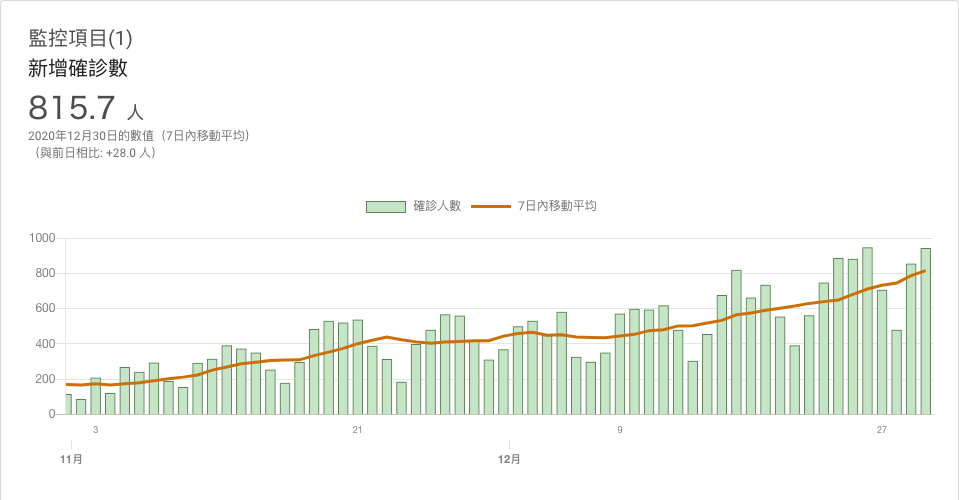 監控項目(1)
新增確診數
815.7 人
2020年12月30日的數值（7日內移動平均）
（與前日相比: +28.0 人）
確診人數 7日內移動平均
1000
800
600
400
200
0
3 21 9 27
11月 12月